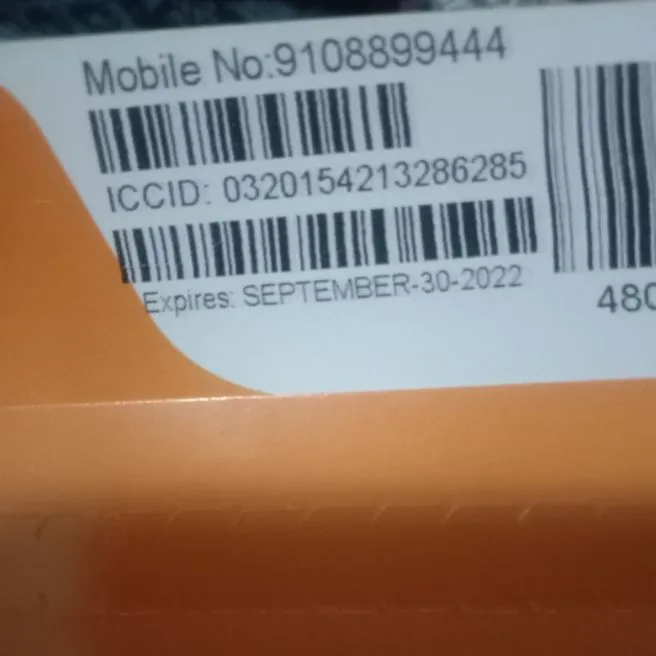 Mobile No:9108899444
ICCID: 0320154213286285
Expires: SEPTEMBER-30-2022
480